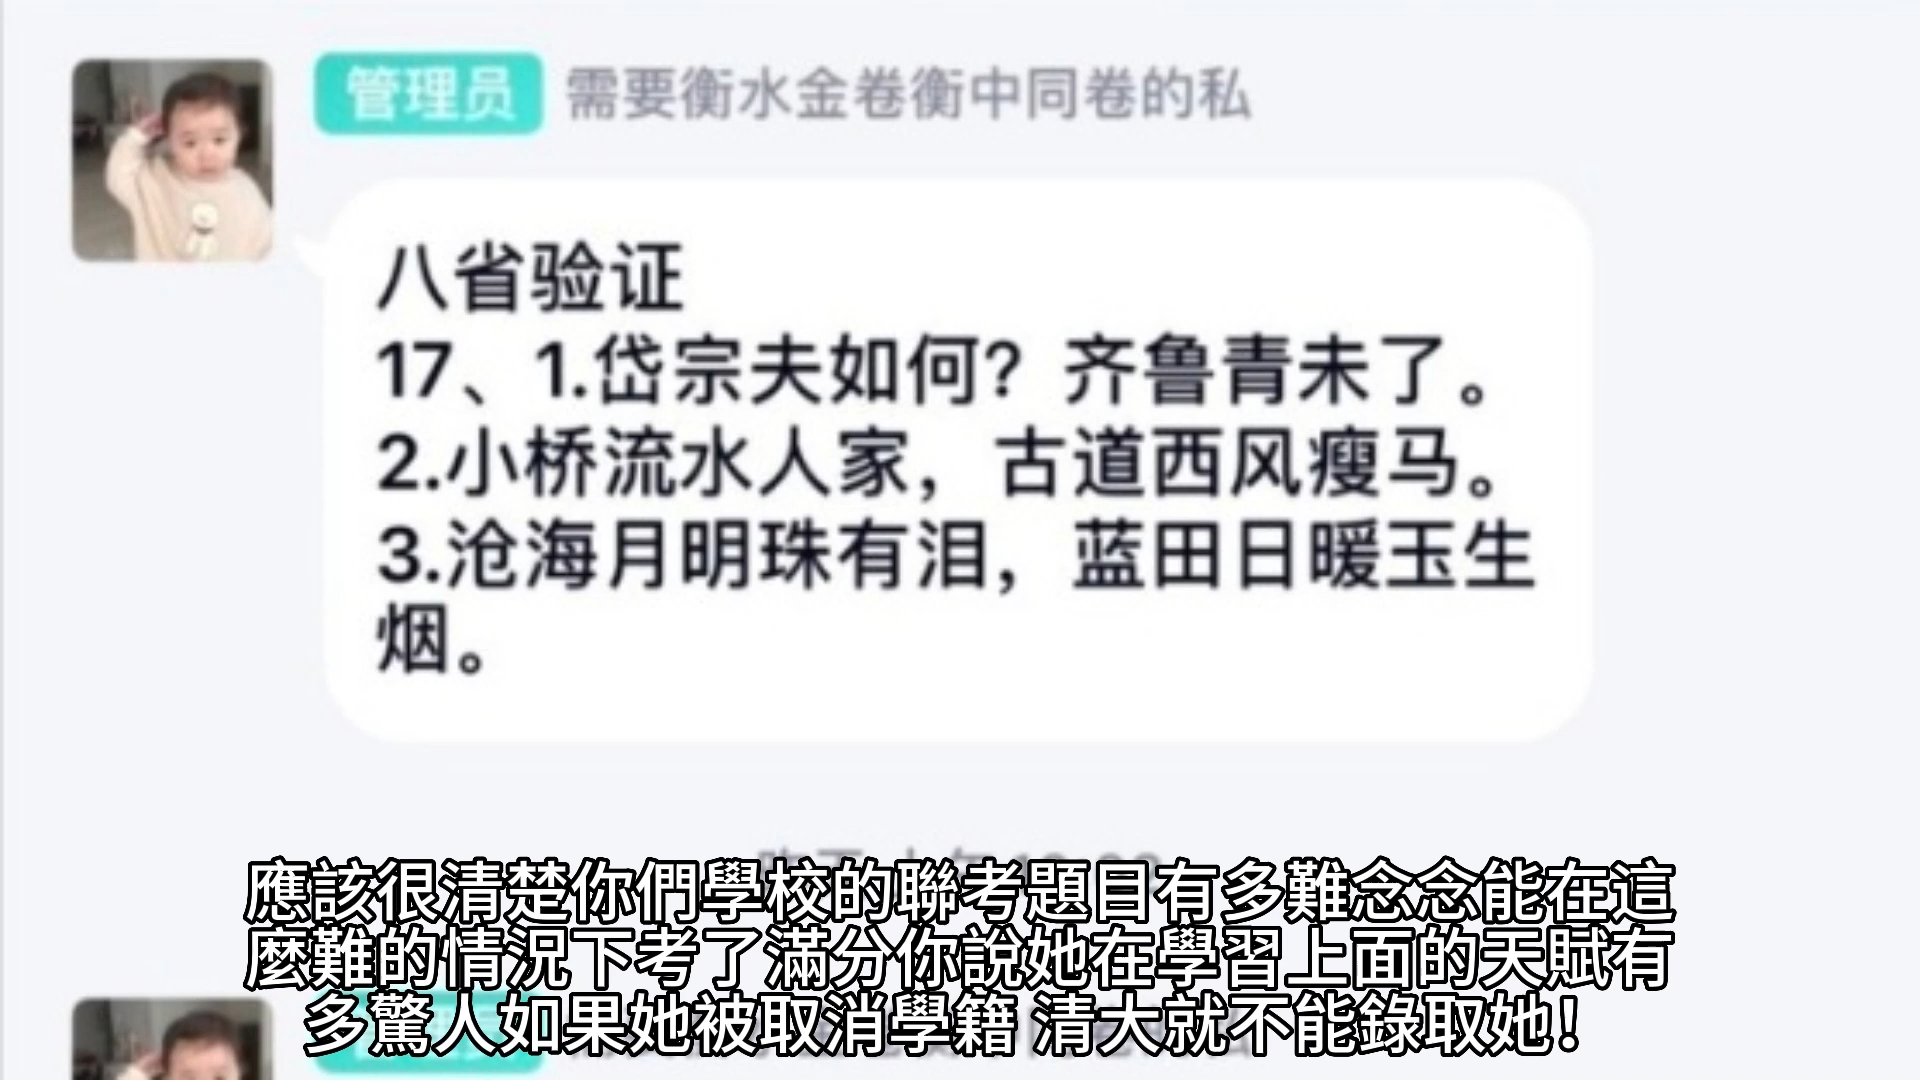 管理员 需要衡水金卷衡中同卷的私
八省验证
17、1.岱宗夫如何？齐鲁青未了。
2.小桥流水人家，古道西风瘦马。
3.沧海月明珠有泪，蓝田日暖玉生
烟。
應該很清楚你們學校的聯考題目有多難念念能在這
麼難的情況下考了滿分你說她在學習上面的天賦有
多驚人如果她被取消學籍 清大就不能錄取她！